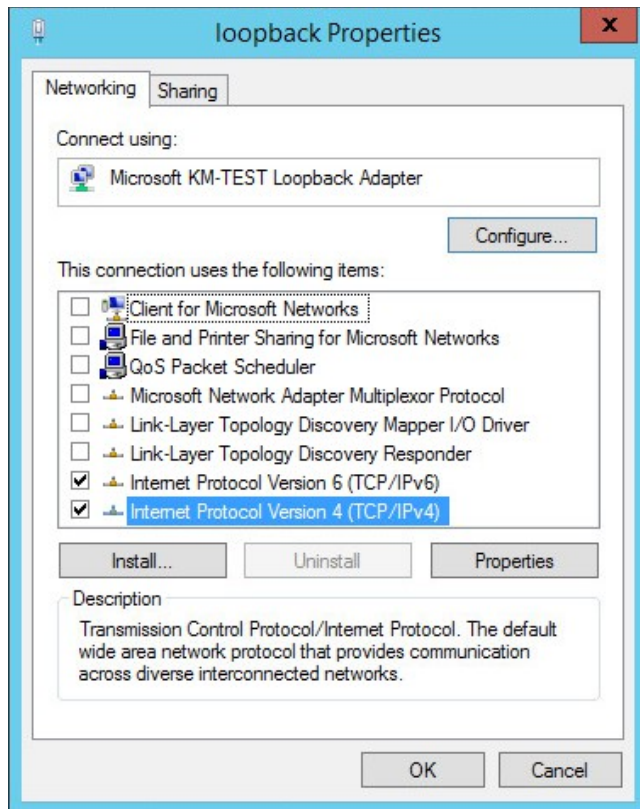 loopback Properties
x
Networking
Sharing
Connect using:
Microsoft KM-TEST Loopback Adapter
Configure...
This connection uses the following items:
Client for Microsoft Networks
File and Printer Sharing for Microsoft Networks
QoS Packet Scheduler
Microsoft Network Adapter Multiplexor Protocol
Link-Layer Topology Discovery Mapper I/O Driver
Link-Layer Topology Discovery Responder
Internet Protocol Version 6 (TCP/IPv6)
Internet Protocol Version 4 (TCP/IPv4)
Install...
Uninstall
Properties
Description
Transmission Control Protocol/Internet Protocol. The default
wide area network protocol that provides communication
across diverse interconnected networks.
OK
Cancel